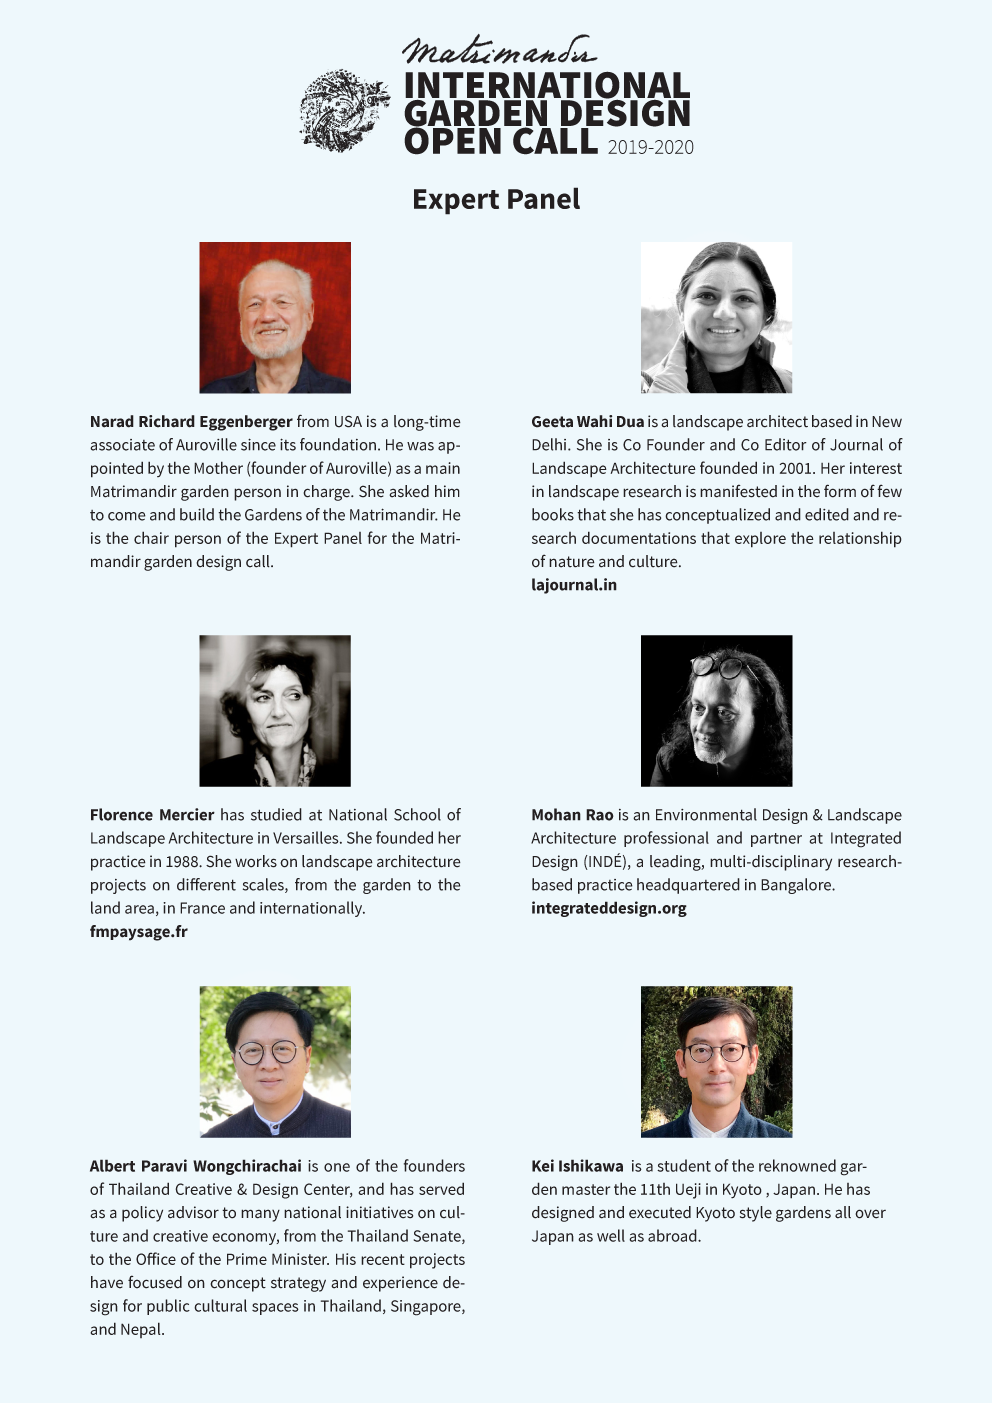 Matrimandir
INTERNATIONAL
GARDEN DESIGN
OPEN CALL 2019-2020
Expert Panel
Narad Richard Eggenberger from USA is a long-time
associate of Auroville since its foundation. He was ap-
pointed by the Mother (founder of Auroville) as a main
Matrimandir garden person in charge. She asked him
to come and build the Gardens of the Matrimandir. He
is the chair person of the Expert Panel for the Matri-
mandir garden design call.
Geeta Wahi Dua is a landscape architect based in New
Delhi. She is Co Founder and Co Editor of Journal of
Landscape Architecture founded in 2001. Her interest
in landscape research is manifested in the form of few
books that she has conceptualized and edited and re-
search documentations that explore the relationship
of nature and culture.
lajournal.in
Florence Mercier has studied at National School of
Landscape Architecture in Versailles. She founded her
practice in 1988. She works on landscape architecture
projects on different scales, from the garden to the
land area, in France and internationally.
fmpaysage.fr
Mohan Rao is an Environmental Design & Landscape
Architecture professional and partner at Integrated
Design (INDÉ), a leading, multi-disciplinary research-
based practice headquartered in Bangalore.
integrateddesign.org
Albert Paravi Wongchirachai is one of the founders
of Thailand Creative & Design Center, and has served
as a policy advisor to many national initiatives on cul-
ture and creative economy, from the Thailand Senate,
to the Office of the Prime Minister. His recent projects
have focused on concept strategy and experience de-
sign for public cultural spaces in Thailand, Singapore,
and Nepal.
Kei Ishikawa is a student of the reknowned gar-
den master the 11th Ueji in Kyoto , Japan. He has
designed and executed Kyoto style gardens all over
Japan as well as abroad.